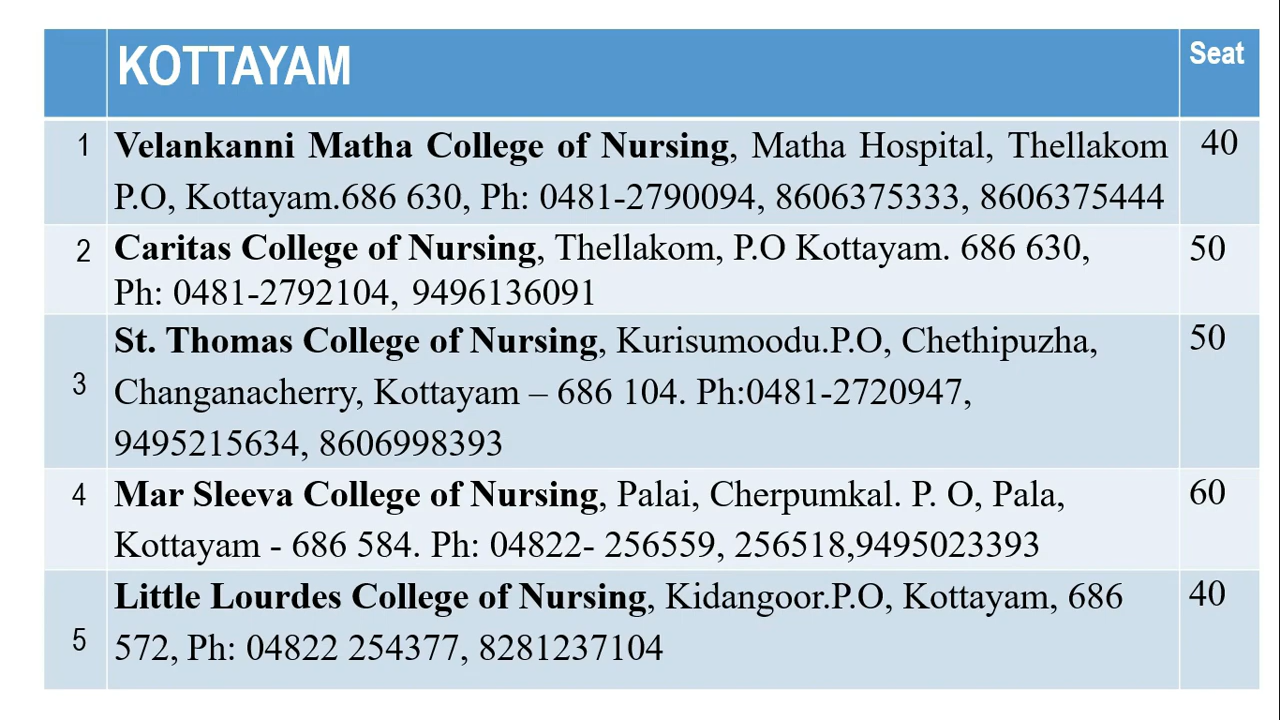 KOTTAYAM Seat
1 Velankanni Matha College of Nursing, Matha Hospital, Thellakom 40
P.O, Kottayam.686 630, Ph: 0481-2790094, 8606375333, 8606375444
2 Caritas College of Nursing, Thellakom, P.O Kottayam. 686 630, 50
Ph: 0481-2792104, 9496136091
St. Thomas College of Nursing, Kurisumoodu.P.O, Chethipuzha, 50
3 Changanacherry, Kottayam – 686 104. Ph:0481-2720947,
9495215634, 8606998393
4 Mar Sleeva College of Nursing, Palai, Cherpumkal. P. O, Pala, 60
Kottayam - 686 584. Ph: 04822- 256559, 256518,9495023393
Little Lourdes College of Nursing, Kidangoor.P.O, Kottayam, 686 40
5 572, Ph: 04822 254377, 8281237104